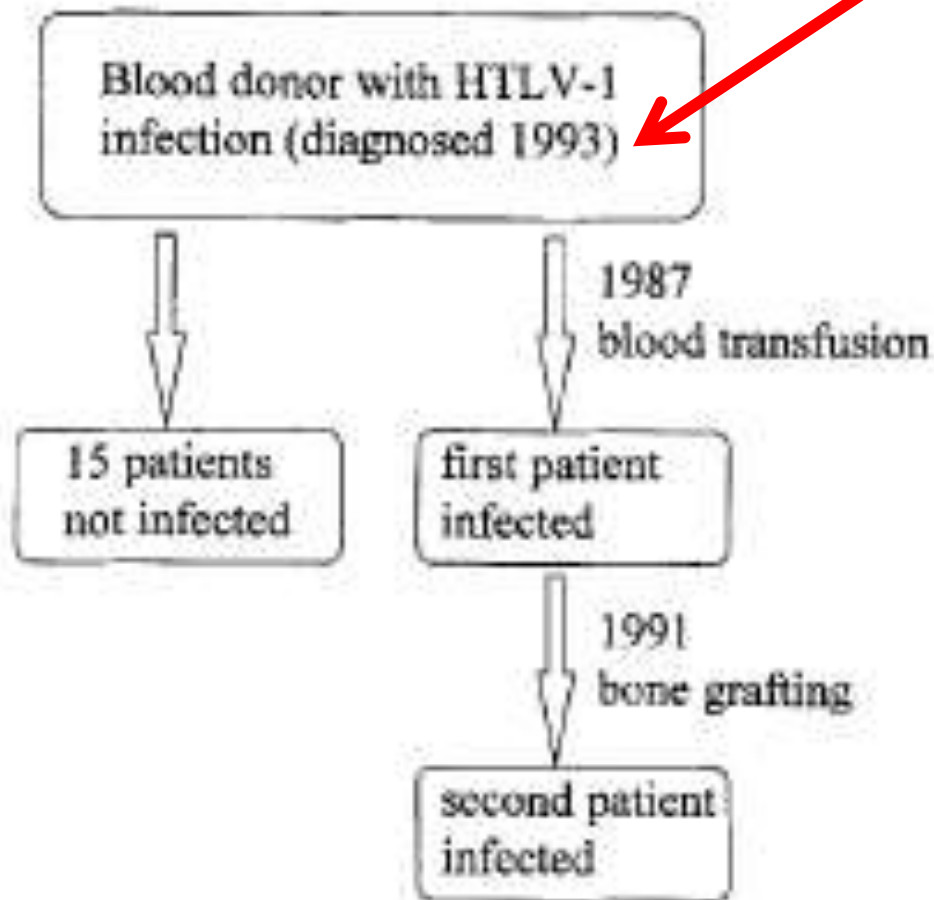 Blood donor with HTLV-1
infection (diagnosed 1993)
1987
blood transfusion
15 patients
not infected
first patient
infected
1991
bone grafting
second patient
infected